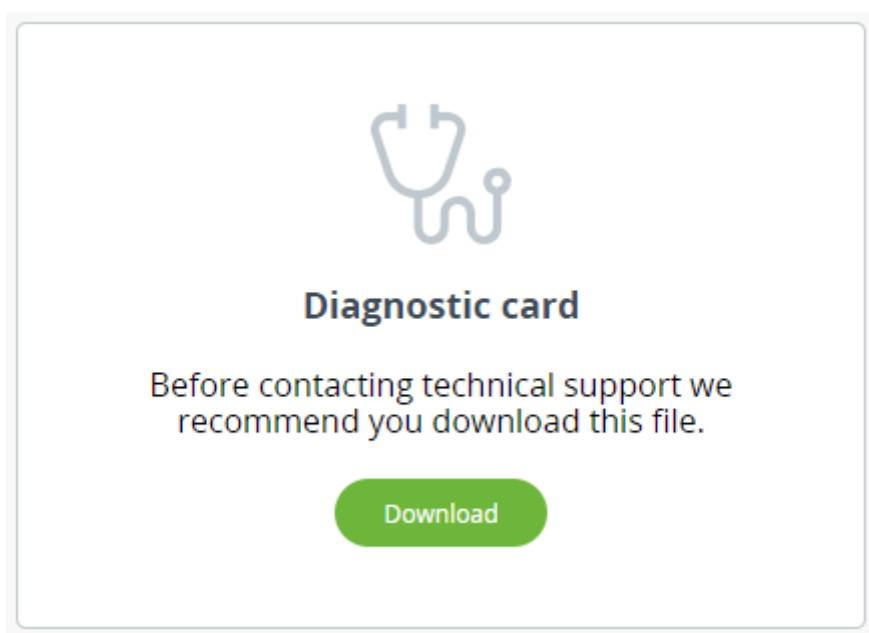 Diagnostic card
Before contacting technical support we
recommend you download this file.
Download